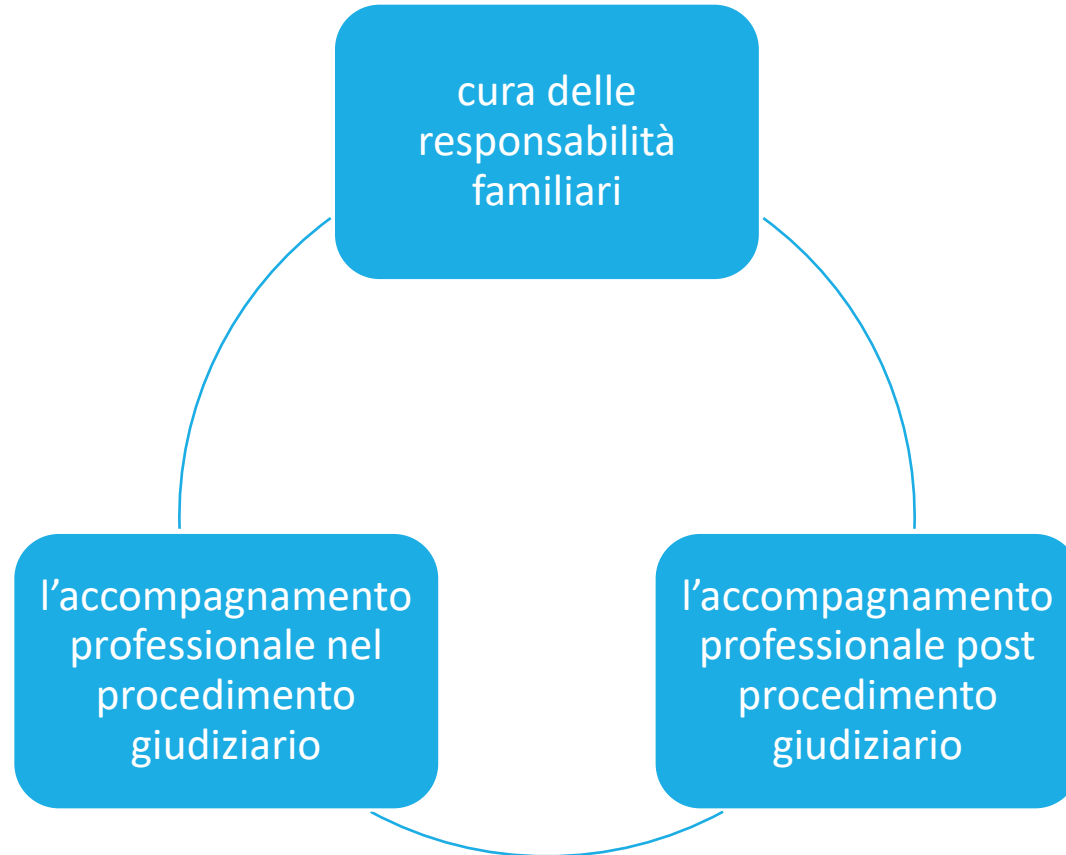 cura delle
responsabilità
familiari
l’accompagnamento
professionale nel
procedimento
giudiziario
l’accompagnamento
professionale post
procedimento
giudiziario